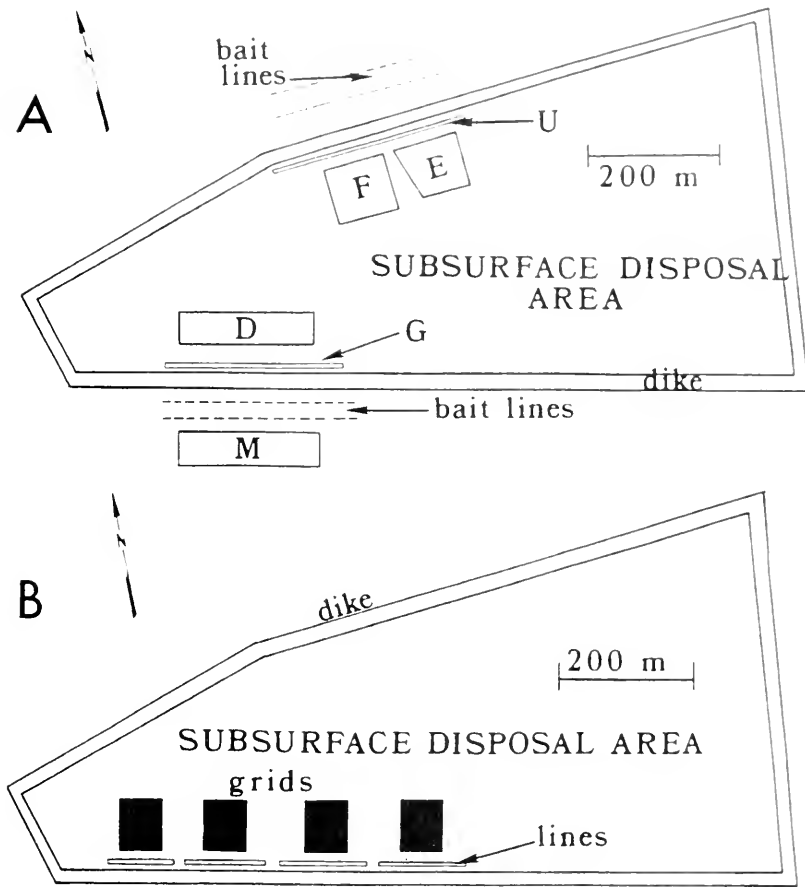 bait
lines
N
A
U
F
E
200 m
SUBSURFACE DISPOSAL
AREA
D
G
dike
bait lines
M
N
B
dike
200 m
SUBSURFACE DISPOSAL AREA
grids
lines